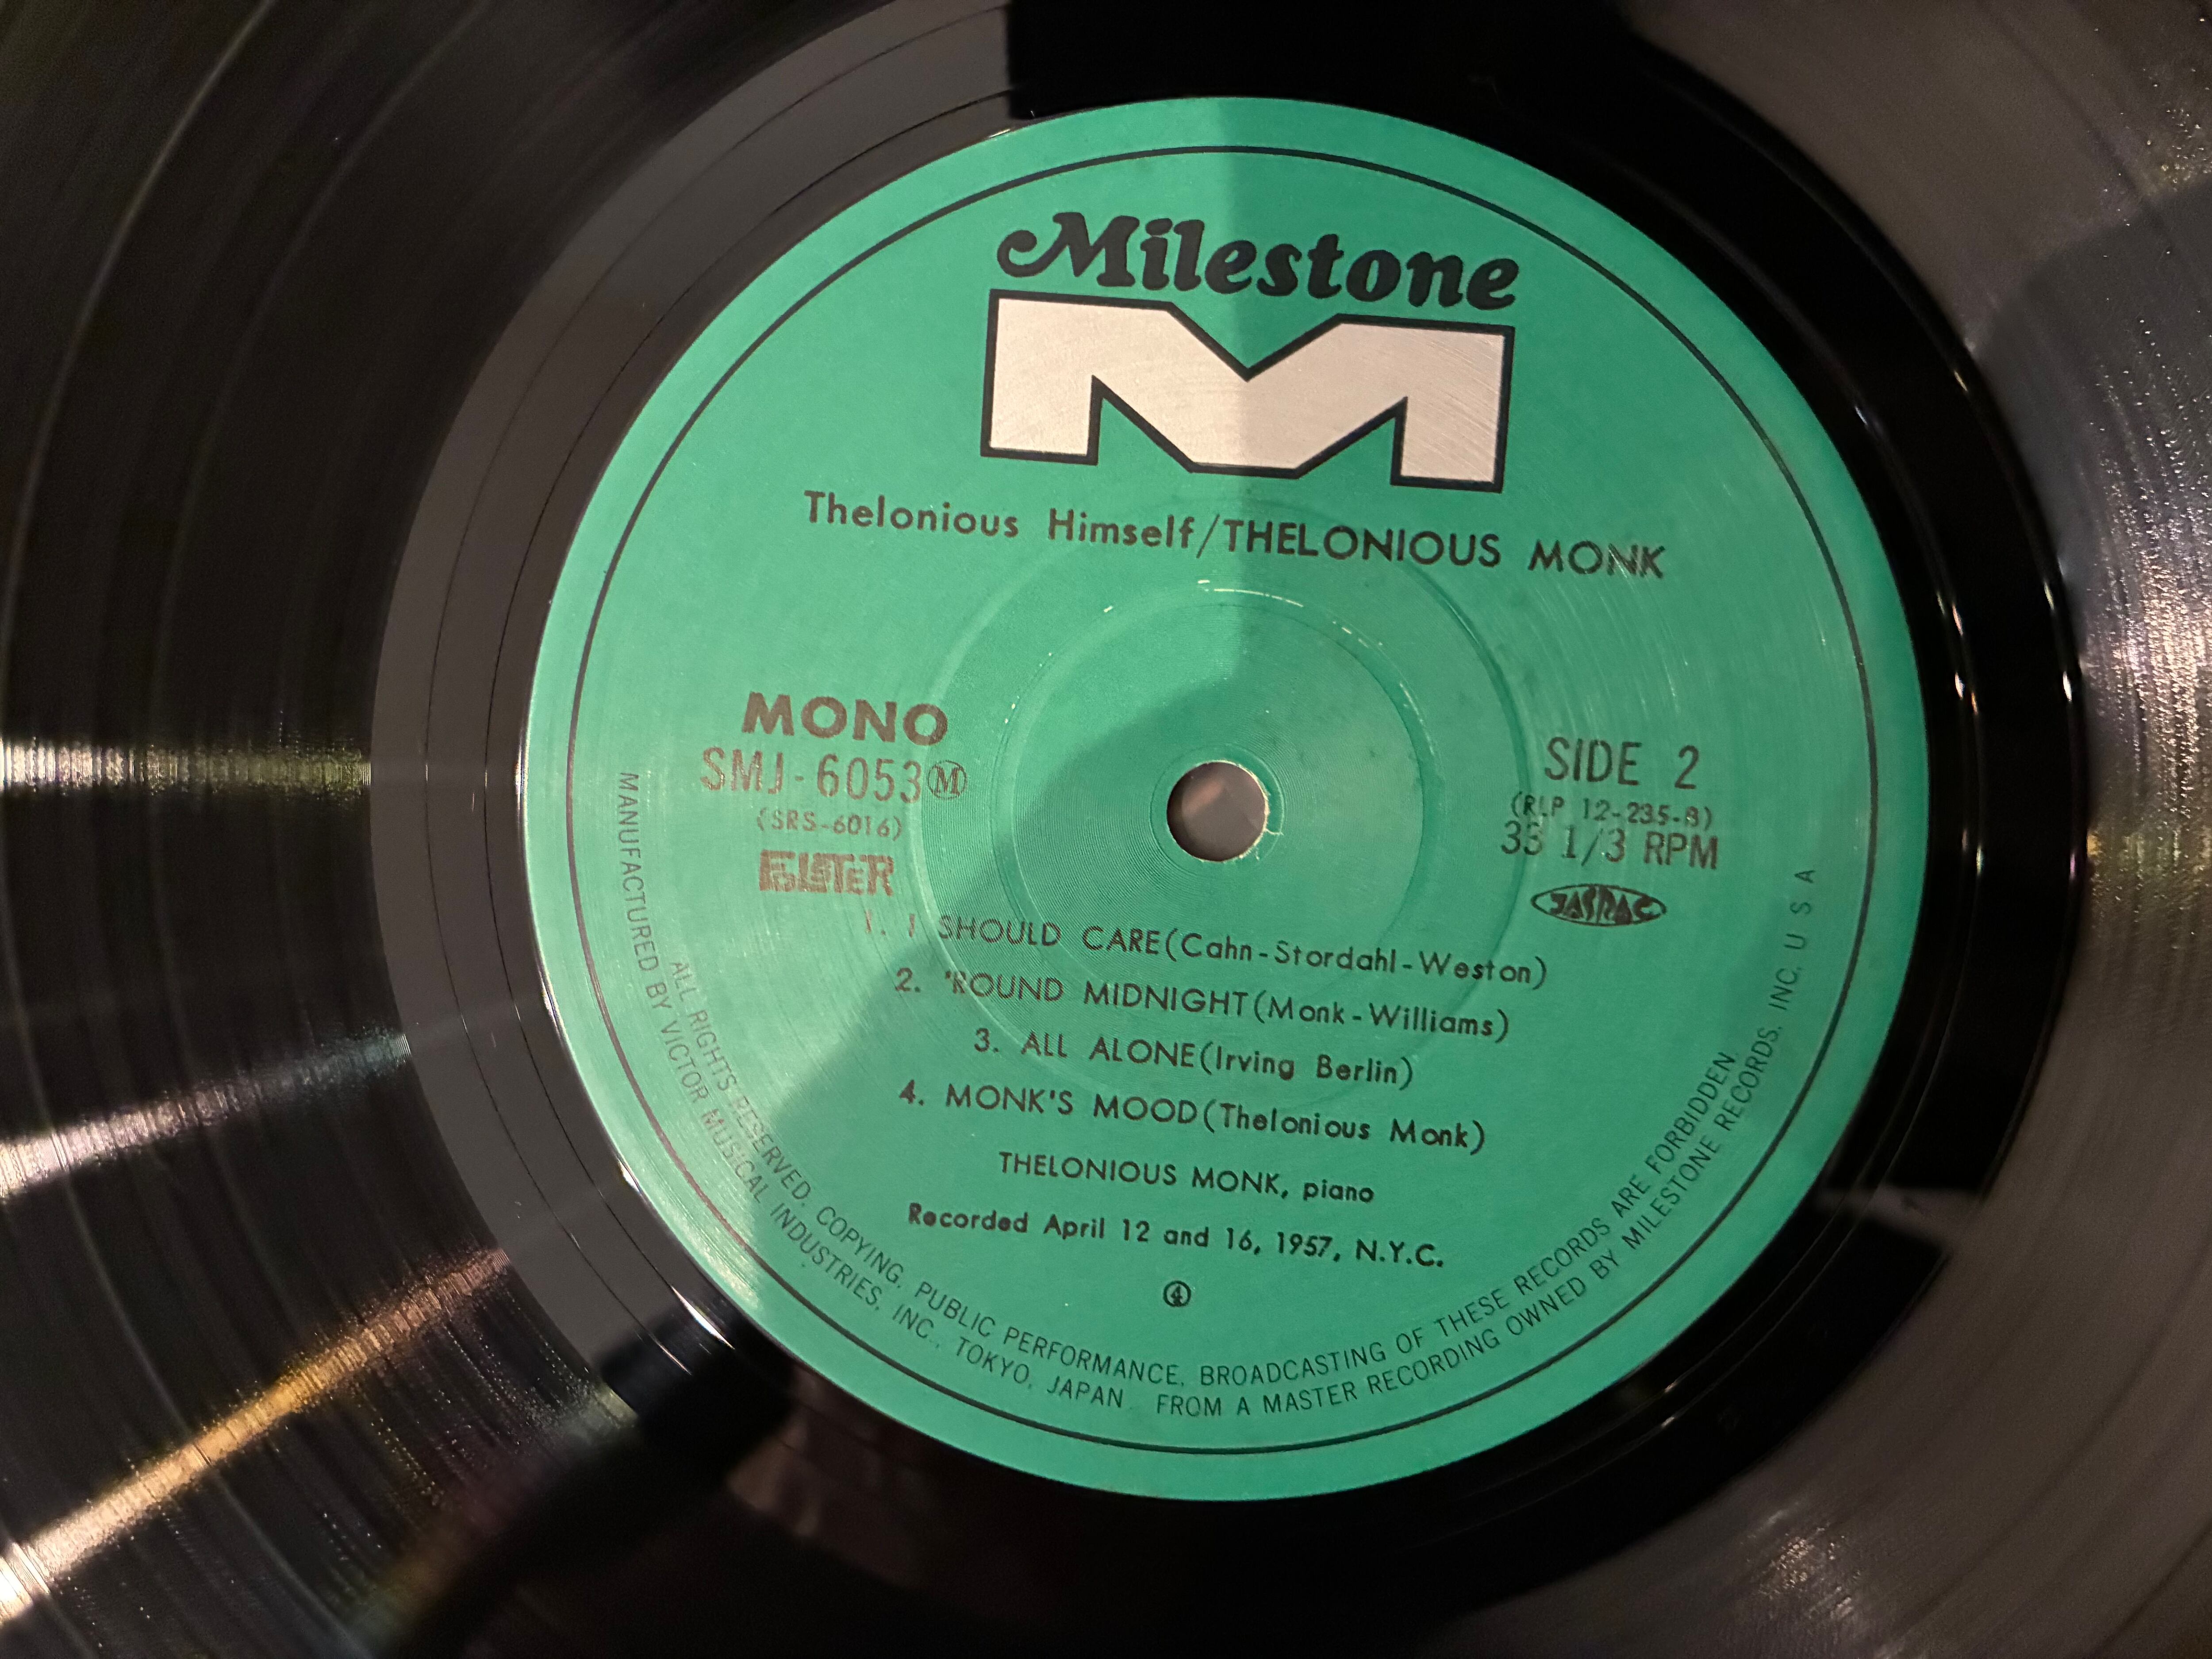 Milestone
Thelonious Himself/THELONIOUS MONK
MONO
SMJ-6053Ⓜ
(SRS-6016)
SIDE 2
(RLP 12-235-B)
33 1/3 RPM
JASRAC
1. I SHOULD CARE(Cahn-Stordahl-Weston)
2. 'ROUND MIDNIGHT(Monk-Williams)
3. ALL ALONE(Irving Berlin)
4. MONK'S MOOD(Thelonious Monk)
THELONIOUS MONK, piano
Recorded April 12 and 16, 1957, N.Y.C.
④
ALL RIGHTS RESERVED. COPYING. PUBLIC PERFORMANCE, BROADCASTING OF THESE RECORDS ARE FORBIDDEN.
MANUFACTURED BY VICTOR MUSICAL INDUSTRIES, INC., TOKYO, JAPAN. FROM A MASTER RECORDING OWNED BY MILESTONE RECORDS, INC. U S A